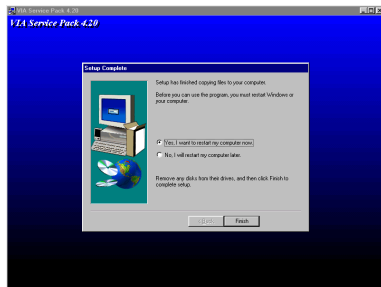 VIA Service Pack 4.20
VIA Service Pack 4.20
Setup Complete
Setup has finished copying files to your computer.
Before you can use the program, you must restart Windows or
your computer.
Yes, I want to restart my computer now.
No, I will restart my computer later.
Remove any disks from their drives, and then click Finish to
complete setup.
< Back
Finish